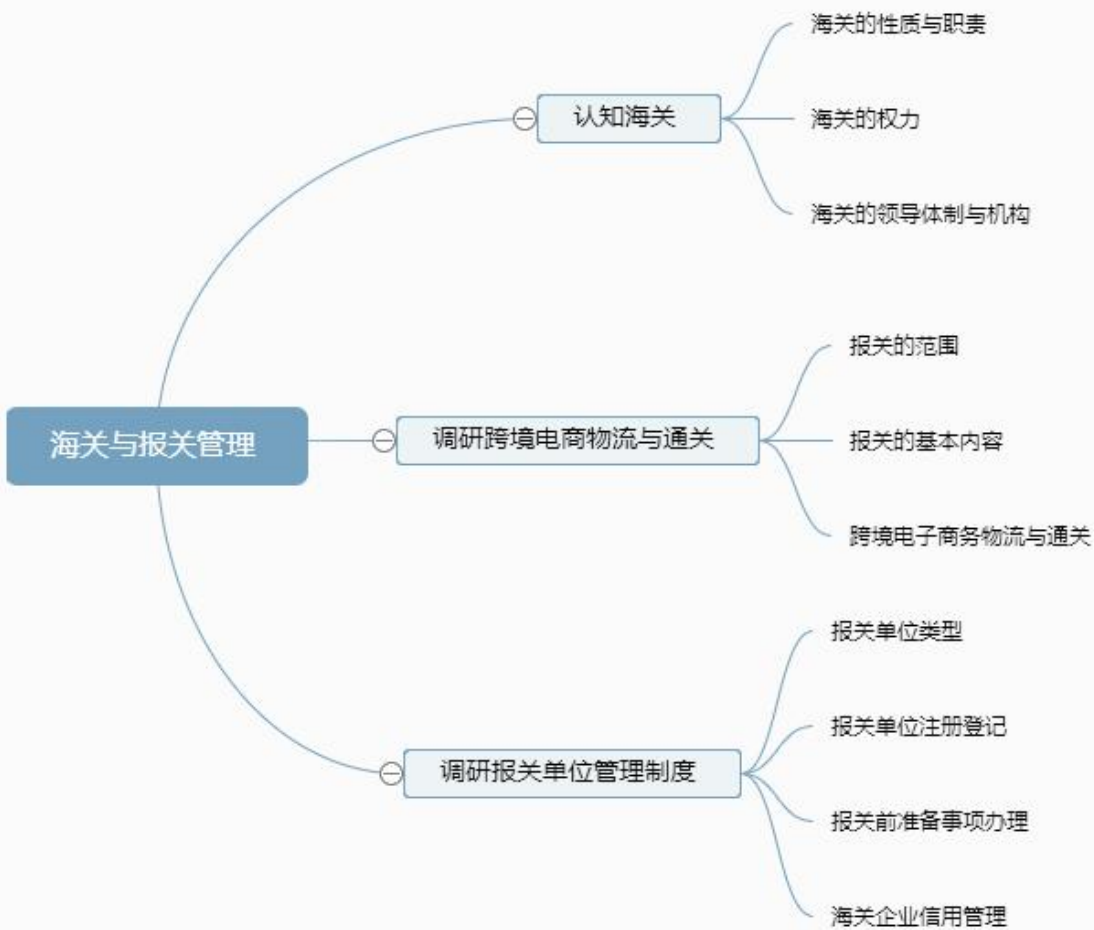 海关与报关管理
认知海关
海关的性质与职责
海关的权力
海关的领导体制与机构
调研跨境电商物流与通关
报关的范围
报关的基本内容
跨境电子商务物流与通关
调研报关单位管理制度
报关单位类型
报关单位注册登记
报关前准备事项办理
海关企业信用管理